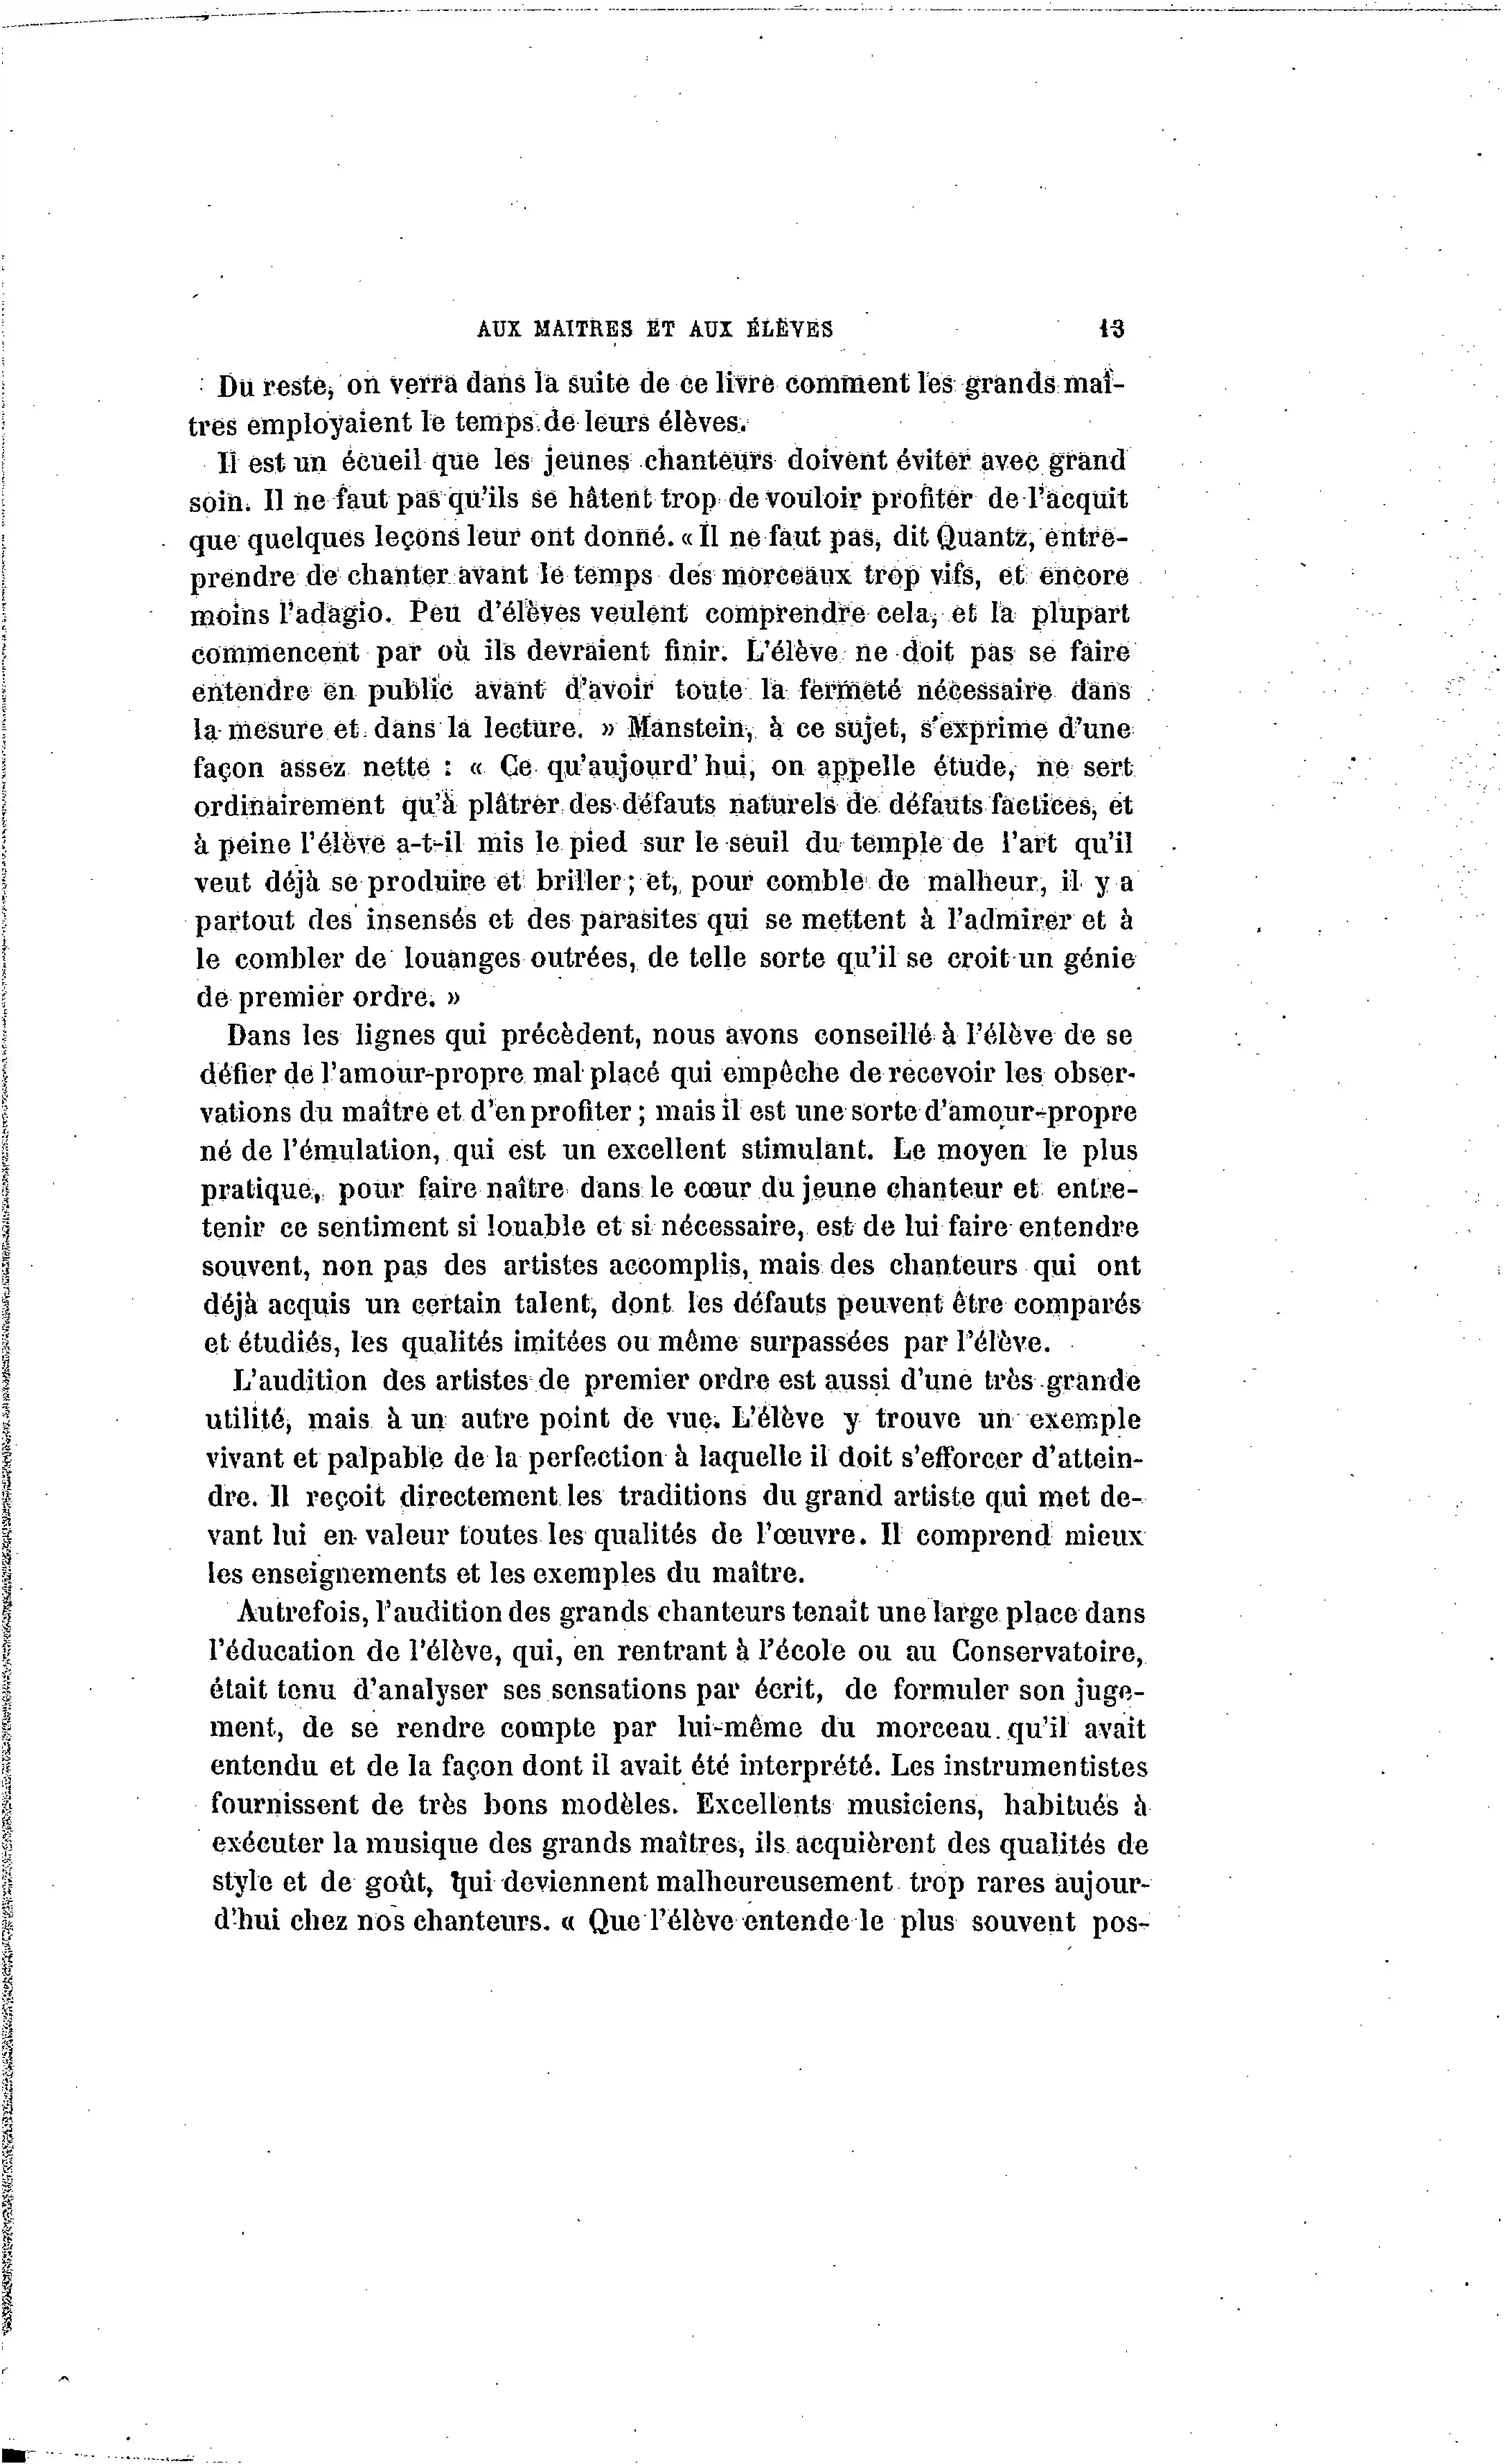 AUX MAITRES ET AUX ÉLÈVES 13
Du reste, on verra dans la suite de ce livre comment les grands maî-
tres employaient le temps de leurs élèves.
Il est un écueil que les jeunes chanteurs doivent éviter avec grand
soin. Il ne faut pas qu'ils se hâtent trop de vouloir profiter de l'acquit
que quelques leçons leur ont donné. « Il ne faut pas, dit Quantz, entre-
prendre de chanter avant le temps des morceaux trop vifs, et encore
moins l'adagio. Peu d'élèves veulent comprendre cela, et la plupart
commencent par où ils devraient finir. L'élève ne doit pas se faire
entendre en public avant d'avoir toute la fermeté nécessaire dans
la mesure et dans la lecture. » Manstein, à ce sujet, s'exprime d'une
façon assez nette : « Ce qu'aujourd'hui, on appelle étude, ne sert
ordinairement qu'à plâtrer des défauts naturels de défauts factices, et
à peine l'élève a-t-il mis le pied sur le seuil du temple de l'art qu'il
veut déjà se produire et briller ; et, pour comble de malheur, il y a
partout des insensés et des parasites qui se mettent à l'admirer et à
le combler de louanges outrées, de telle sorte qu'il se croit un génie
de premier ordre. »
Dans les lignes qui précèdent, nous avons conseillé à l'élève de se
défier de l'amour-propre mal placé qui empêche de recevoir les obser-
vations du maître et d'en profiter ; mais il est une sorte d'amour-propre
né de l'émulation, qui est un excellent stimulant. Le moyen le plus
pratique, pour faire naître dans le cœur du jeune chanteur et entre-
tenir ce sentiment si louable et si nécessaire, est de lui faire entendre
souvent, non pas des artistes accomplis, mais des chanteurs qui ont
déjà acquis un certain talent, dont les défauts peuvent être comparés
et étudiés, les qualités imitées ou même surpassées par l'élève.
L'audition des artistes de premier ordre est aussi d'une très grande
utilité, mais à un autre point de vue. L'élève y trouve un exemple
vivant et palpable de la perfection à laquelle il doit s'efforcer d'attein-
dre. Il reçoit directement les traditions du grand artiste qui met de-
vant lui en valeur toutes les qualités de l'œuvre. Il comprend mieux
les enseignements et les exemples du maître.
Autrefois, l'audition des grands chanteurs tenait une large place dans
l'éducation de l'élève, qui, en rentrant à l'école ou au Conservatoire,
était tenu d'analyser ses sensations par écrit, de formuler son juge-
ment, de se rendre compte par lui-même du morceau qu'il avait
entendu et de la façon dont il avait été interprété. Les instrumentistes
fournissent de très bons modèles. Excellents musiciens, habitués à
exécuter la musique des grands maîtres, ils acquièrent des qualités de
style et de goût, qui deviennent malheureusement trop rares aujour-
d'hui chez nos chanteurs. « Que l'élève entende le plus souvent pos-